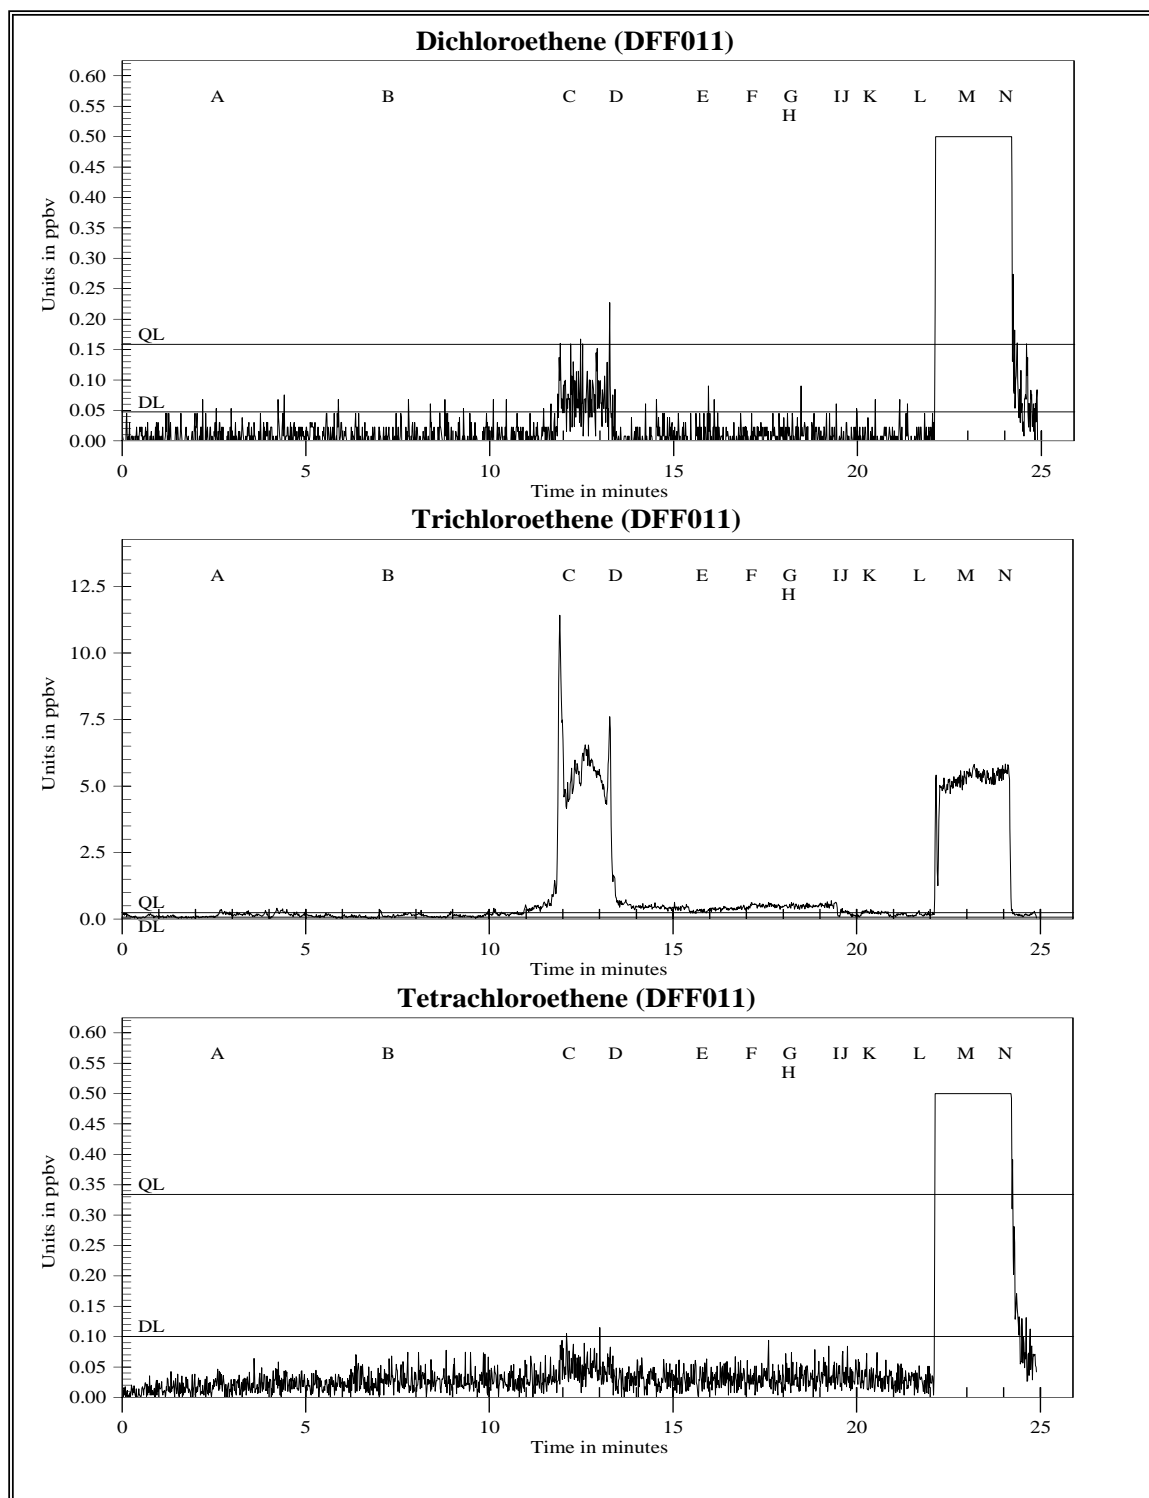 Dichloroethene (DFF011)
0.60
A B C D E F G IJ K L M N
0.55
H
0.50
0.45
0.40
0.35
Units in ppbv
0.30
0.25
0.20
QL
0.15
0.10
DL
0.05
0.00
0 5 10 15 20 25
Time in minutes
Trichloroethene (DFF011)
A B C D E F G IJ K L M N
12.5
H
10.0
7.5
Units in ppbv
5.0
2.5
QL
0.0
DL
0 5 10 15 20 25
Time in minutes
Tetrachloroethene (DFF011)
0.60
A B C D E F G IJ K L M N
0.55
H
0.50
0.45
0.40
0.35
QL
Units in ppbv
0.30
0.25
0.20
0.15
DL
0.10
0.05
0.00
0 5 10 15 20 25
Time in minutes